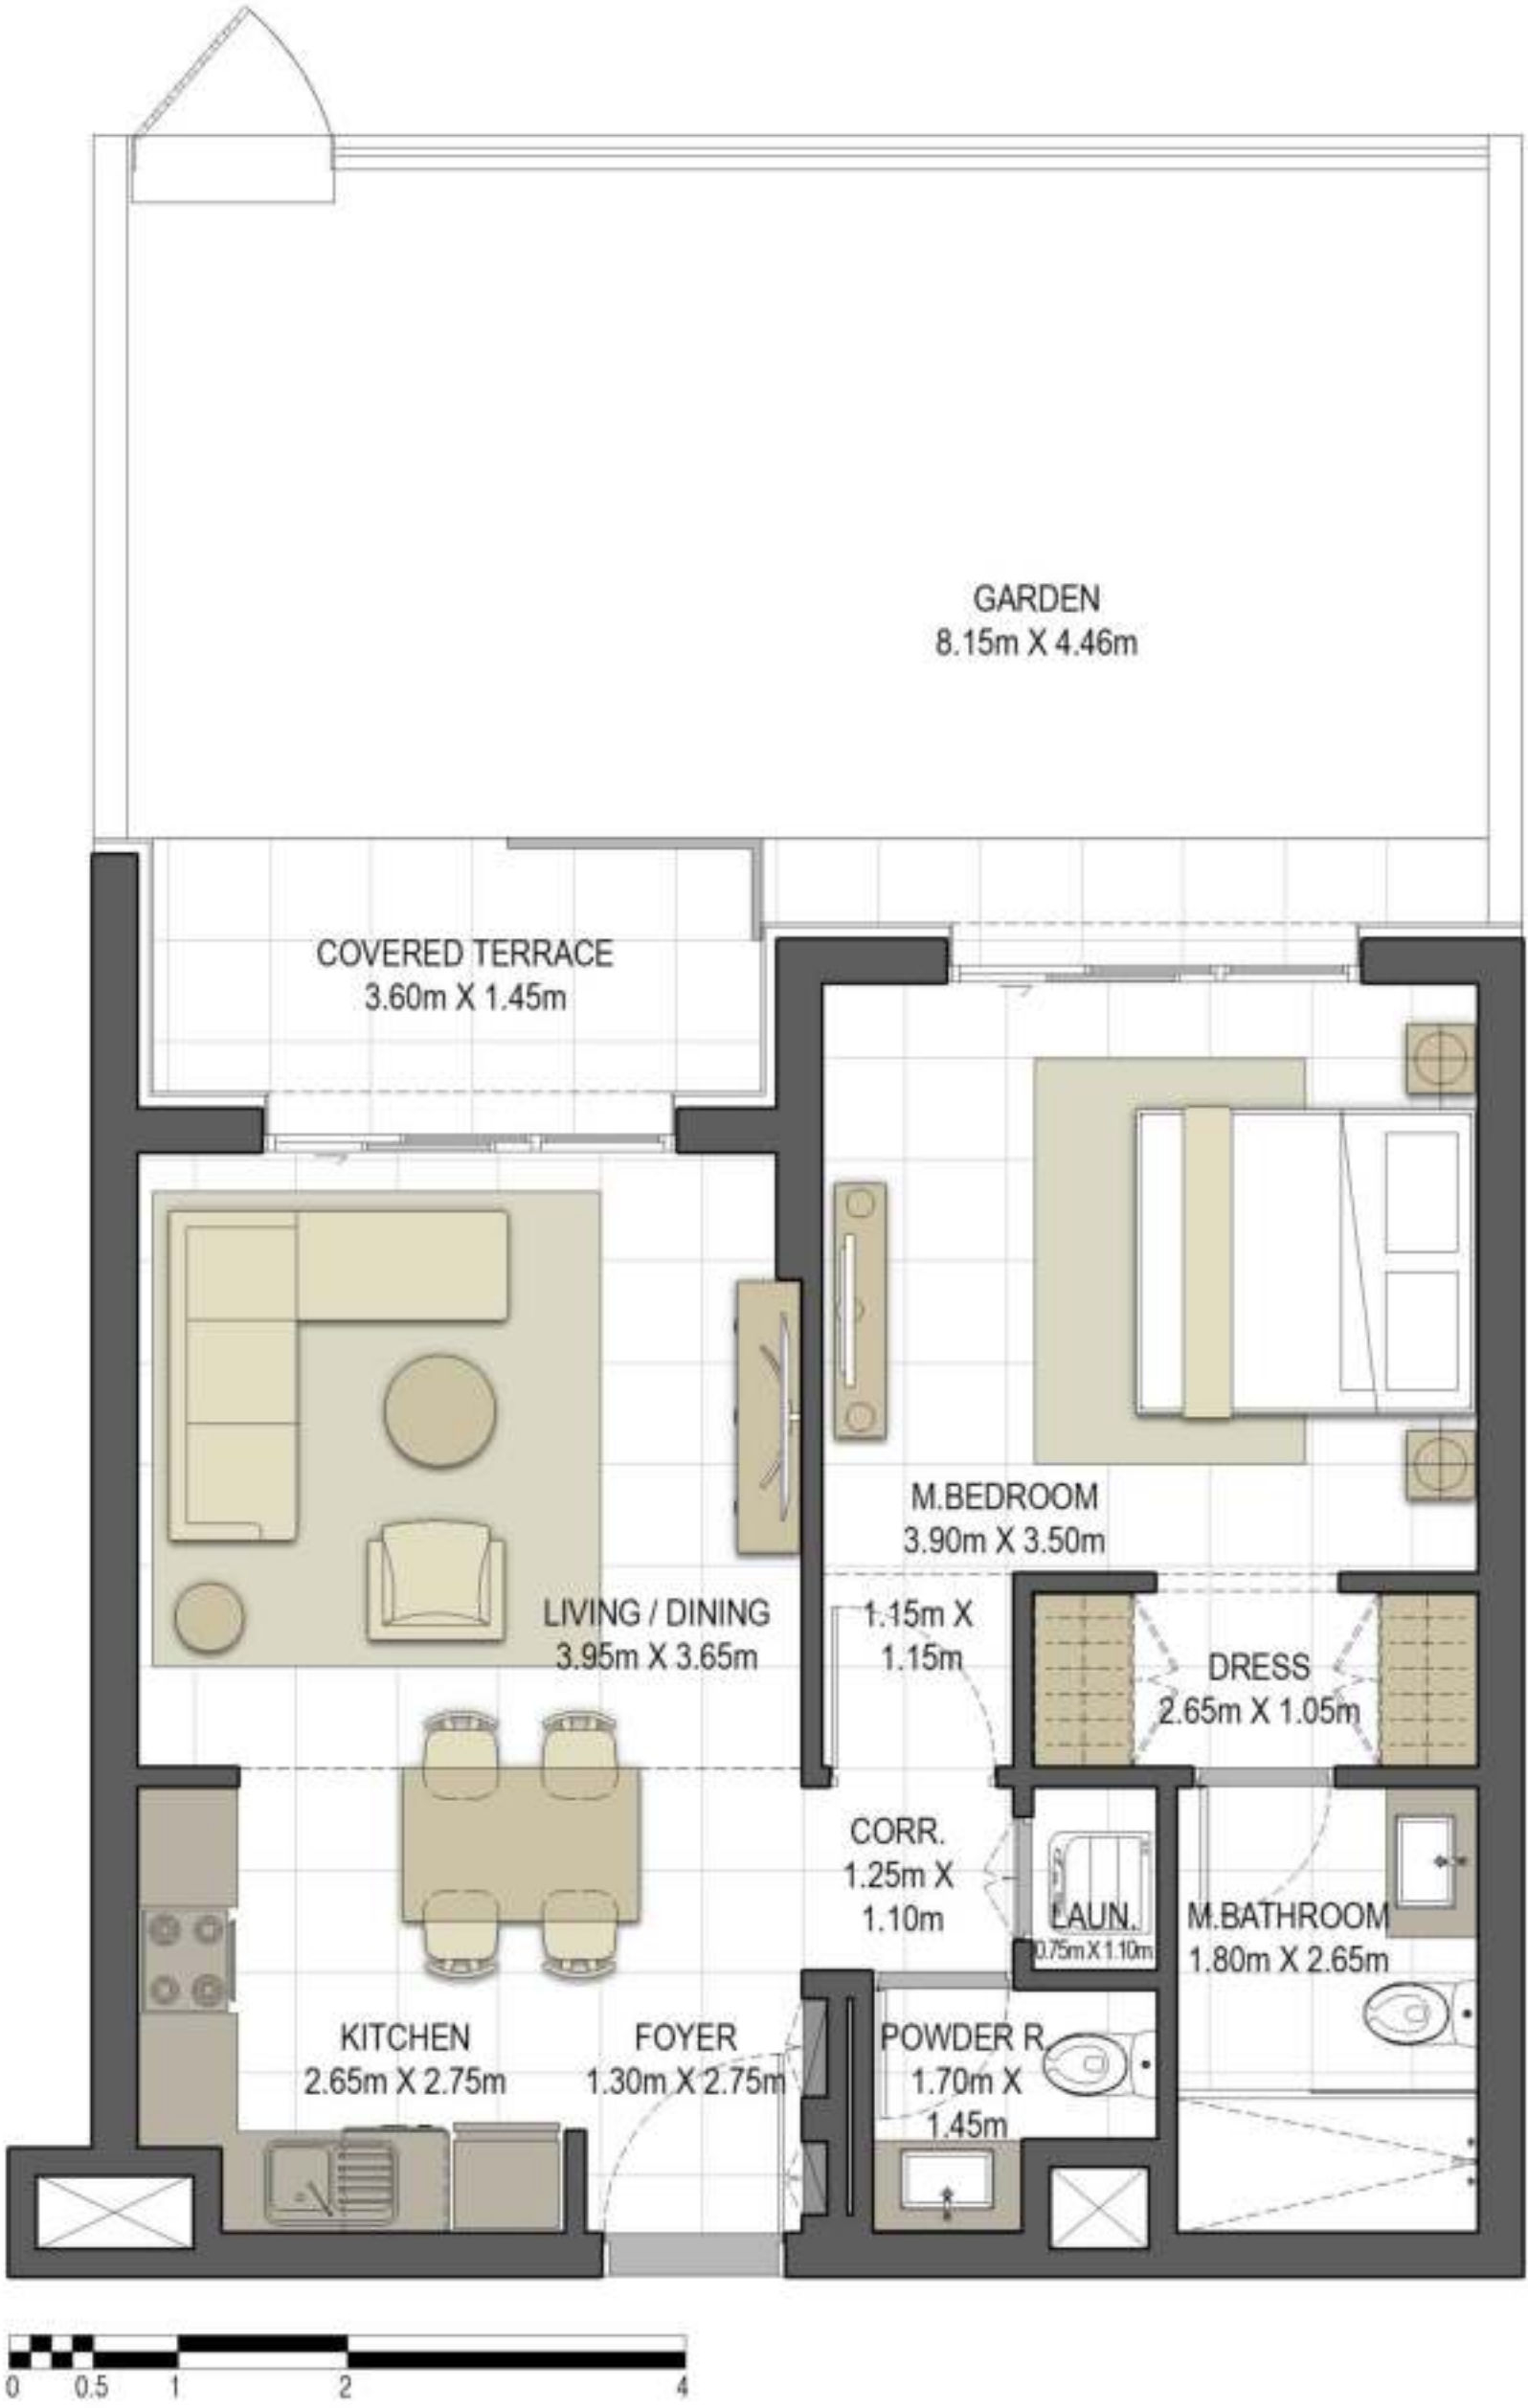 GARDEN
8.15m X 4.46m
COVERED TERRACE
3.60m X 1.45m
M.BEDROOM
3.90m X 3.50m
LIVING / DINING
3.95m X 3.65m
1.15m X
1.15m
DRESS
2.65m X 1.05m
CORR.
1.25m X
1.10m
LAUN.
0.75m X 1.10m
M.BATHROOM
1.80m X 2.65m
KITCHEN
2.65m X 2.75m
FOYER
1.30m X 2.75m
POWDER R.
1.70m X
1.45m
0 0.5 1 2 4